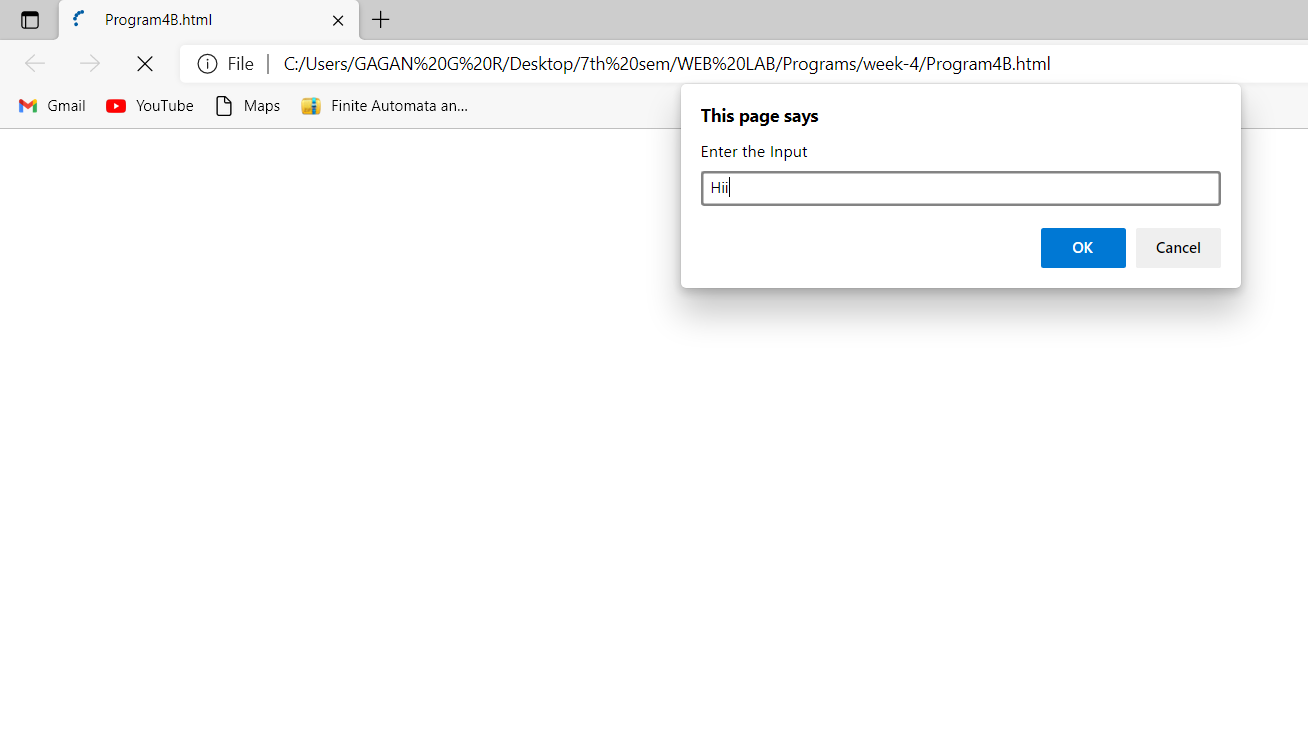 Program4B.html
File
C:/Users/GAGAN%20G%20R/Desktop/7th%20sem/WEB%20LAB/Programs/week-4/Program4B.html
Gmail
YouTube
Maps
Finite Automata an...
This page says
Enter the Input
Hii
OK
Cancel